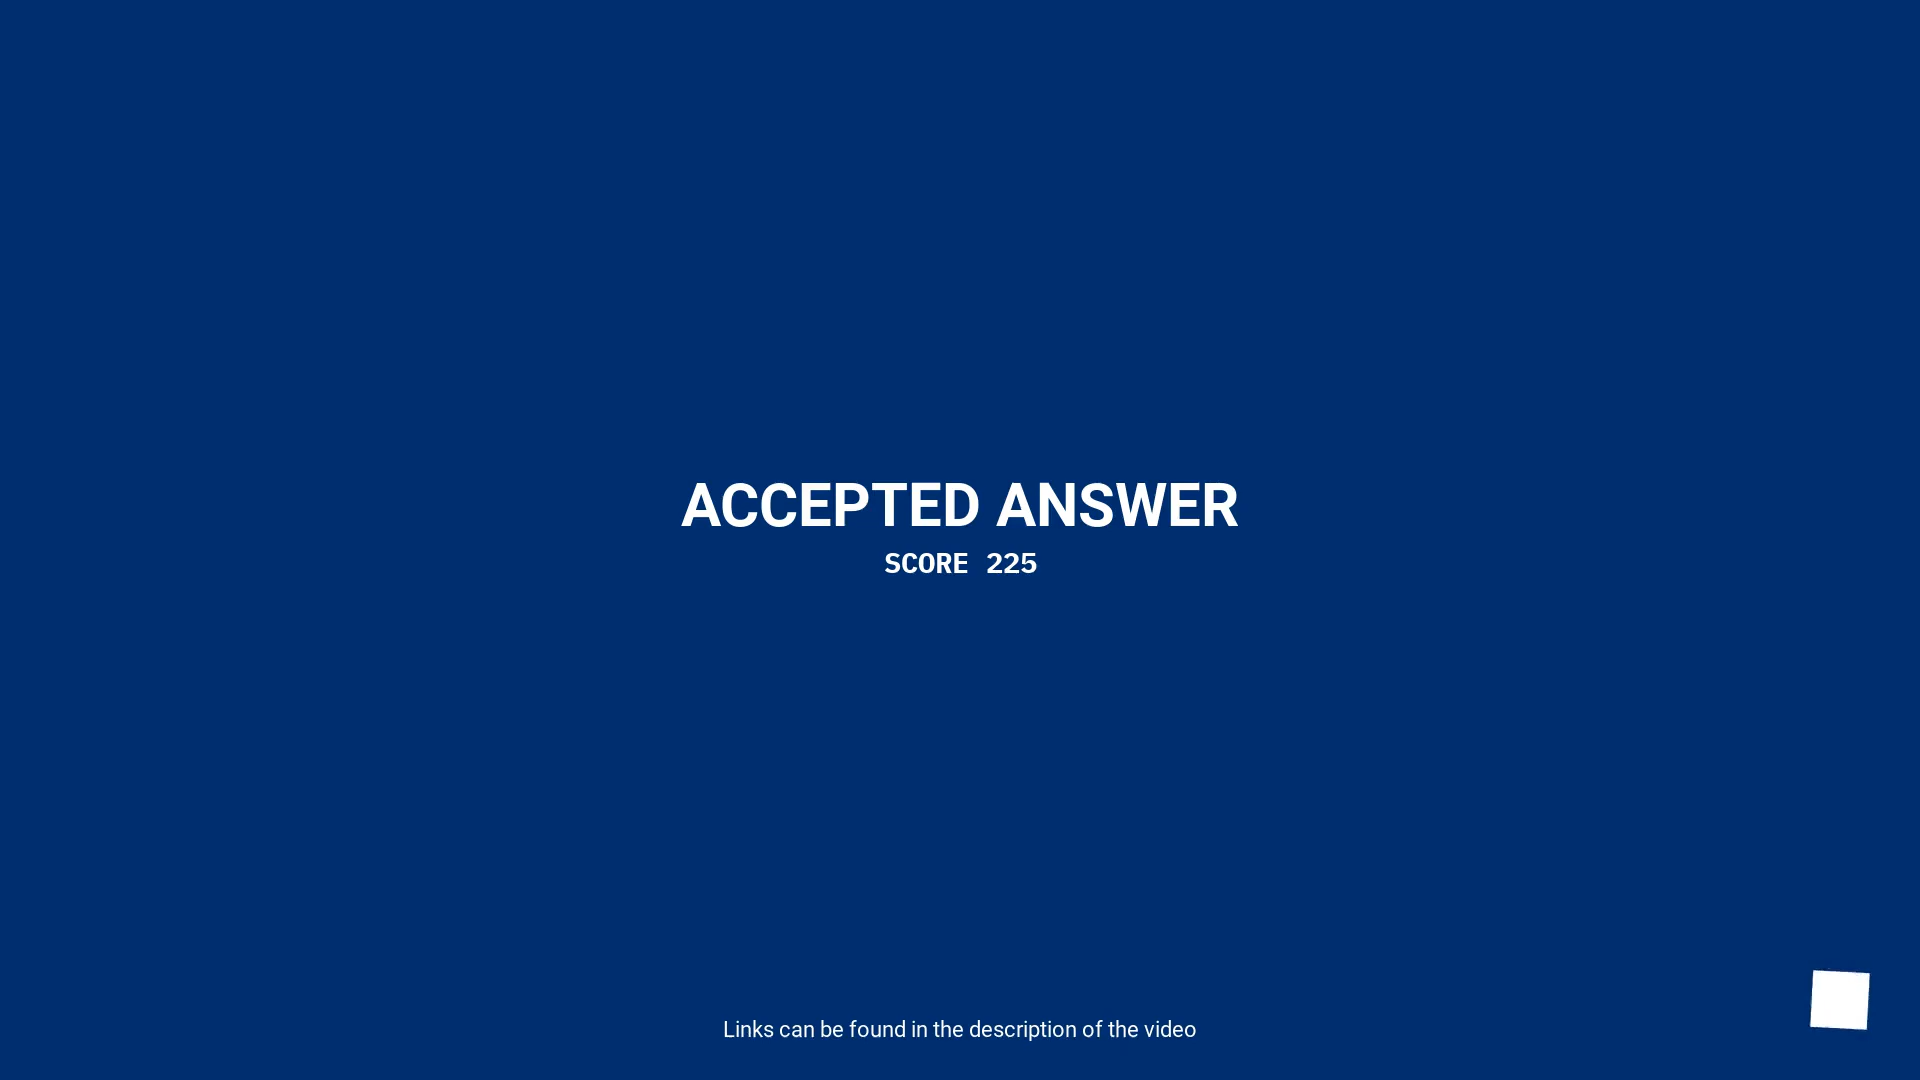 ACCEPTED ANSWER
SCORE 225
Links can be found in the description of the video